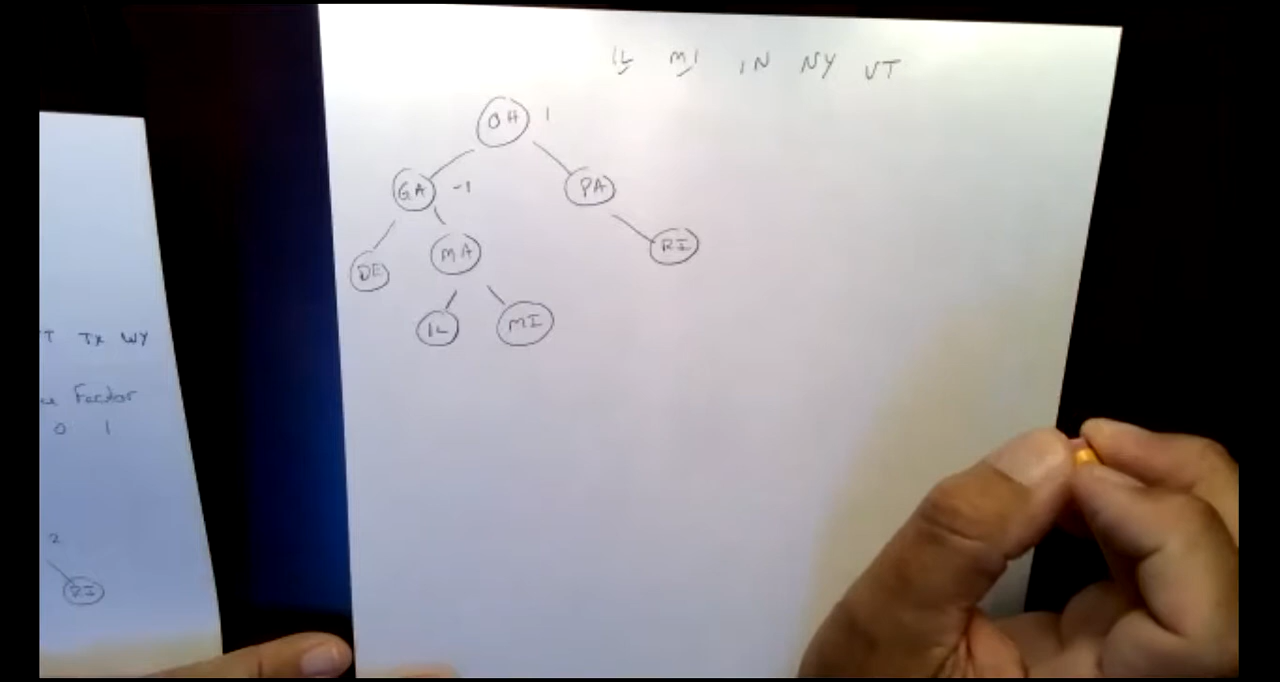 IL MI IN NY VT
OH 1
GA -1 PA
DE MA RI
IL MI
T TX WY
Factor
0 1
2
RI